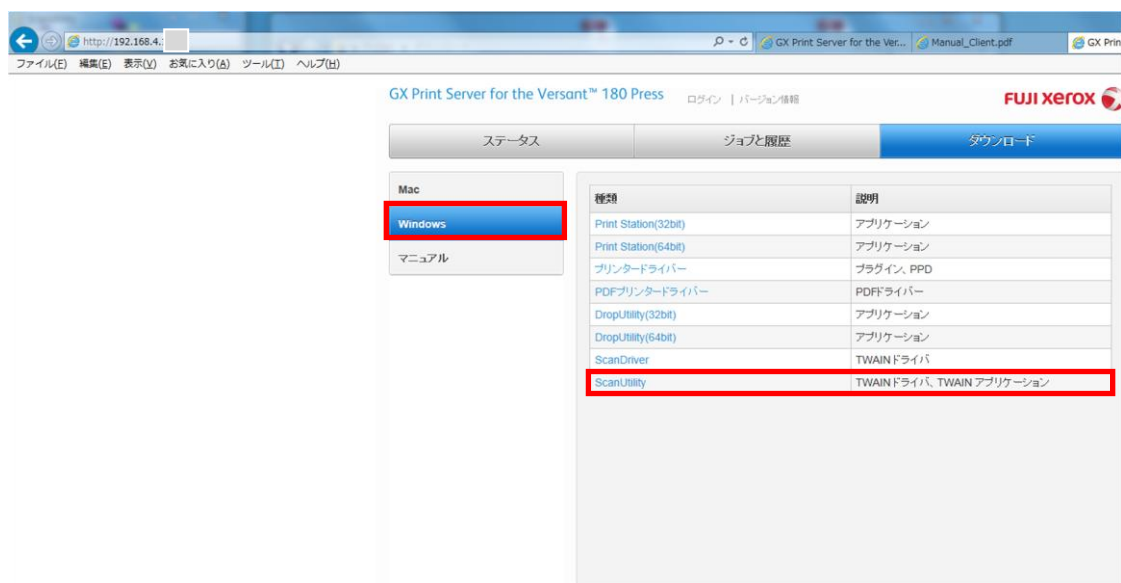 http://192.168.4.
GX Print Server for the Ver...
Manual_Client.pdf
GX Prin
ファイル(F) 編集(E) 表示(V) お気に入り(A) ツール(T) ヘルプ(H)
GX Print Server for the Versant™ 180 Press
ログイン | バージョン情報
FUJI XEROX
ステータス
ジョブと履歴
ダウンロード
Mac
Windows
マニュアル
種類 説明
Print Station(32bit) アプリケーション
Print Station(64bit) アプリケーション
プリンタードライバー プラグイン、PPD
PDFプリンタードライバー PDFドライバー
DropUtility(32bit) アプリケーション
DropUtility(64bit) アプリケーション
ScanDriver TWAINドライバ
ScanUtility TWAINドライバ、TWAIN アプリケーション